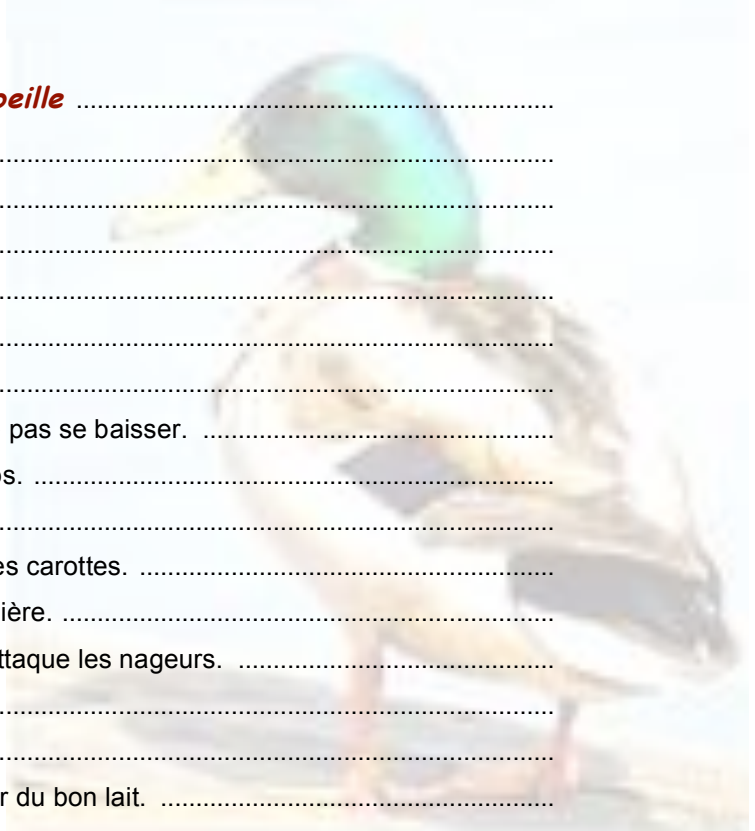 beille ..........................................................
...................................................................
...................................................................
...................................................................
...................................................................
...................................................................
...................................................................
pas se baisser. ...........................................
s. ...............................................................
...................................................................
es carottes. ..................................................
ière. ............................................................
ttaque les nageurs. ......................................
...................................................................
...................................................................
r du bon lait. ................................................